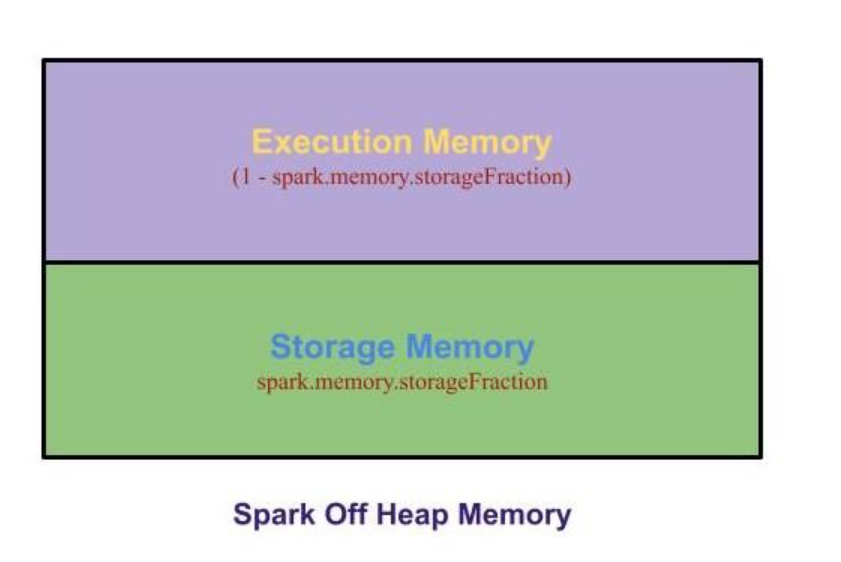 Execution Memory
(1 - spark.memory.storageFraction)
Storage Memory
spark.memory.storageFraction
Spark Off Heap Memory